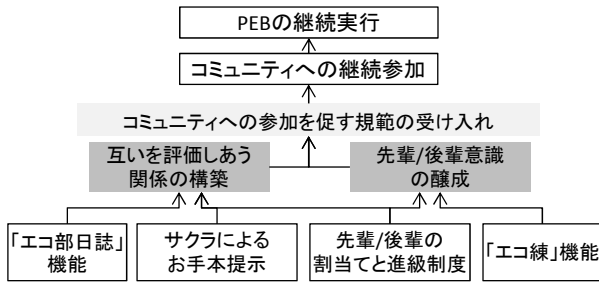 PEBの継続実行
コミュニティへの継続参加
コミュニティへの参加を促す規範の受け入れ
互いを評価しあう
関係の構築
先輩/後輩意識
の醸成
「エコ部日誌」
機能
サクラによる
お手本提示
先輩/後輩の
割当てと進級制度
「エコ練」機能